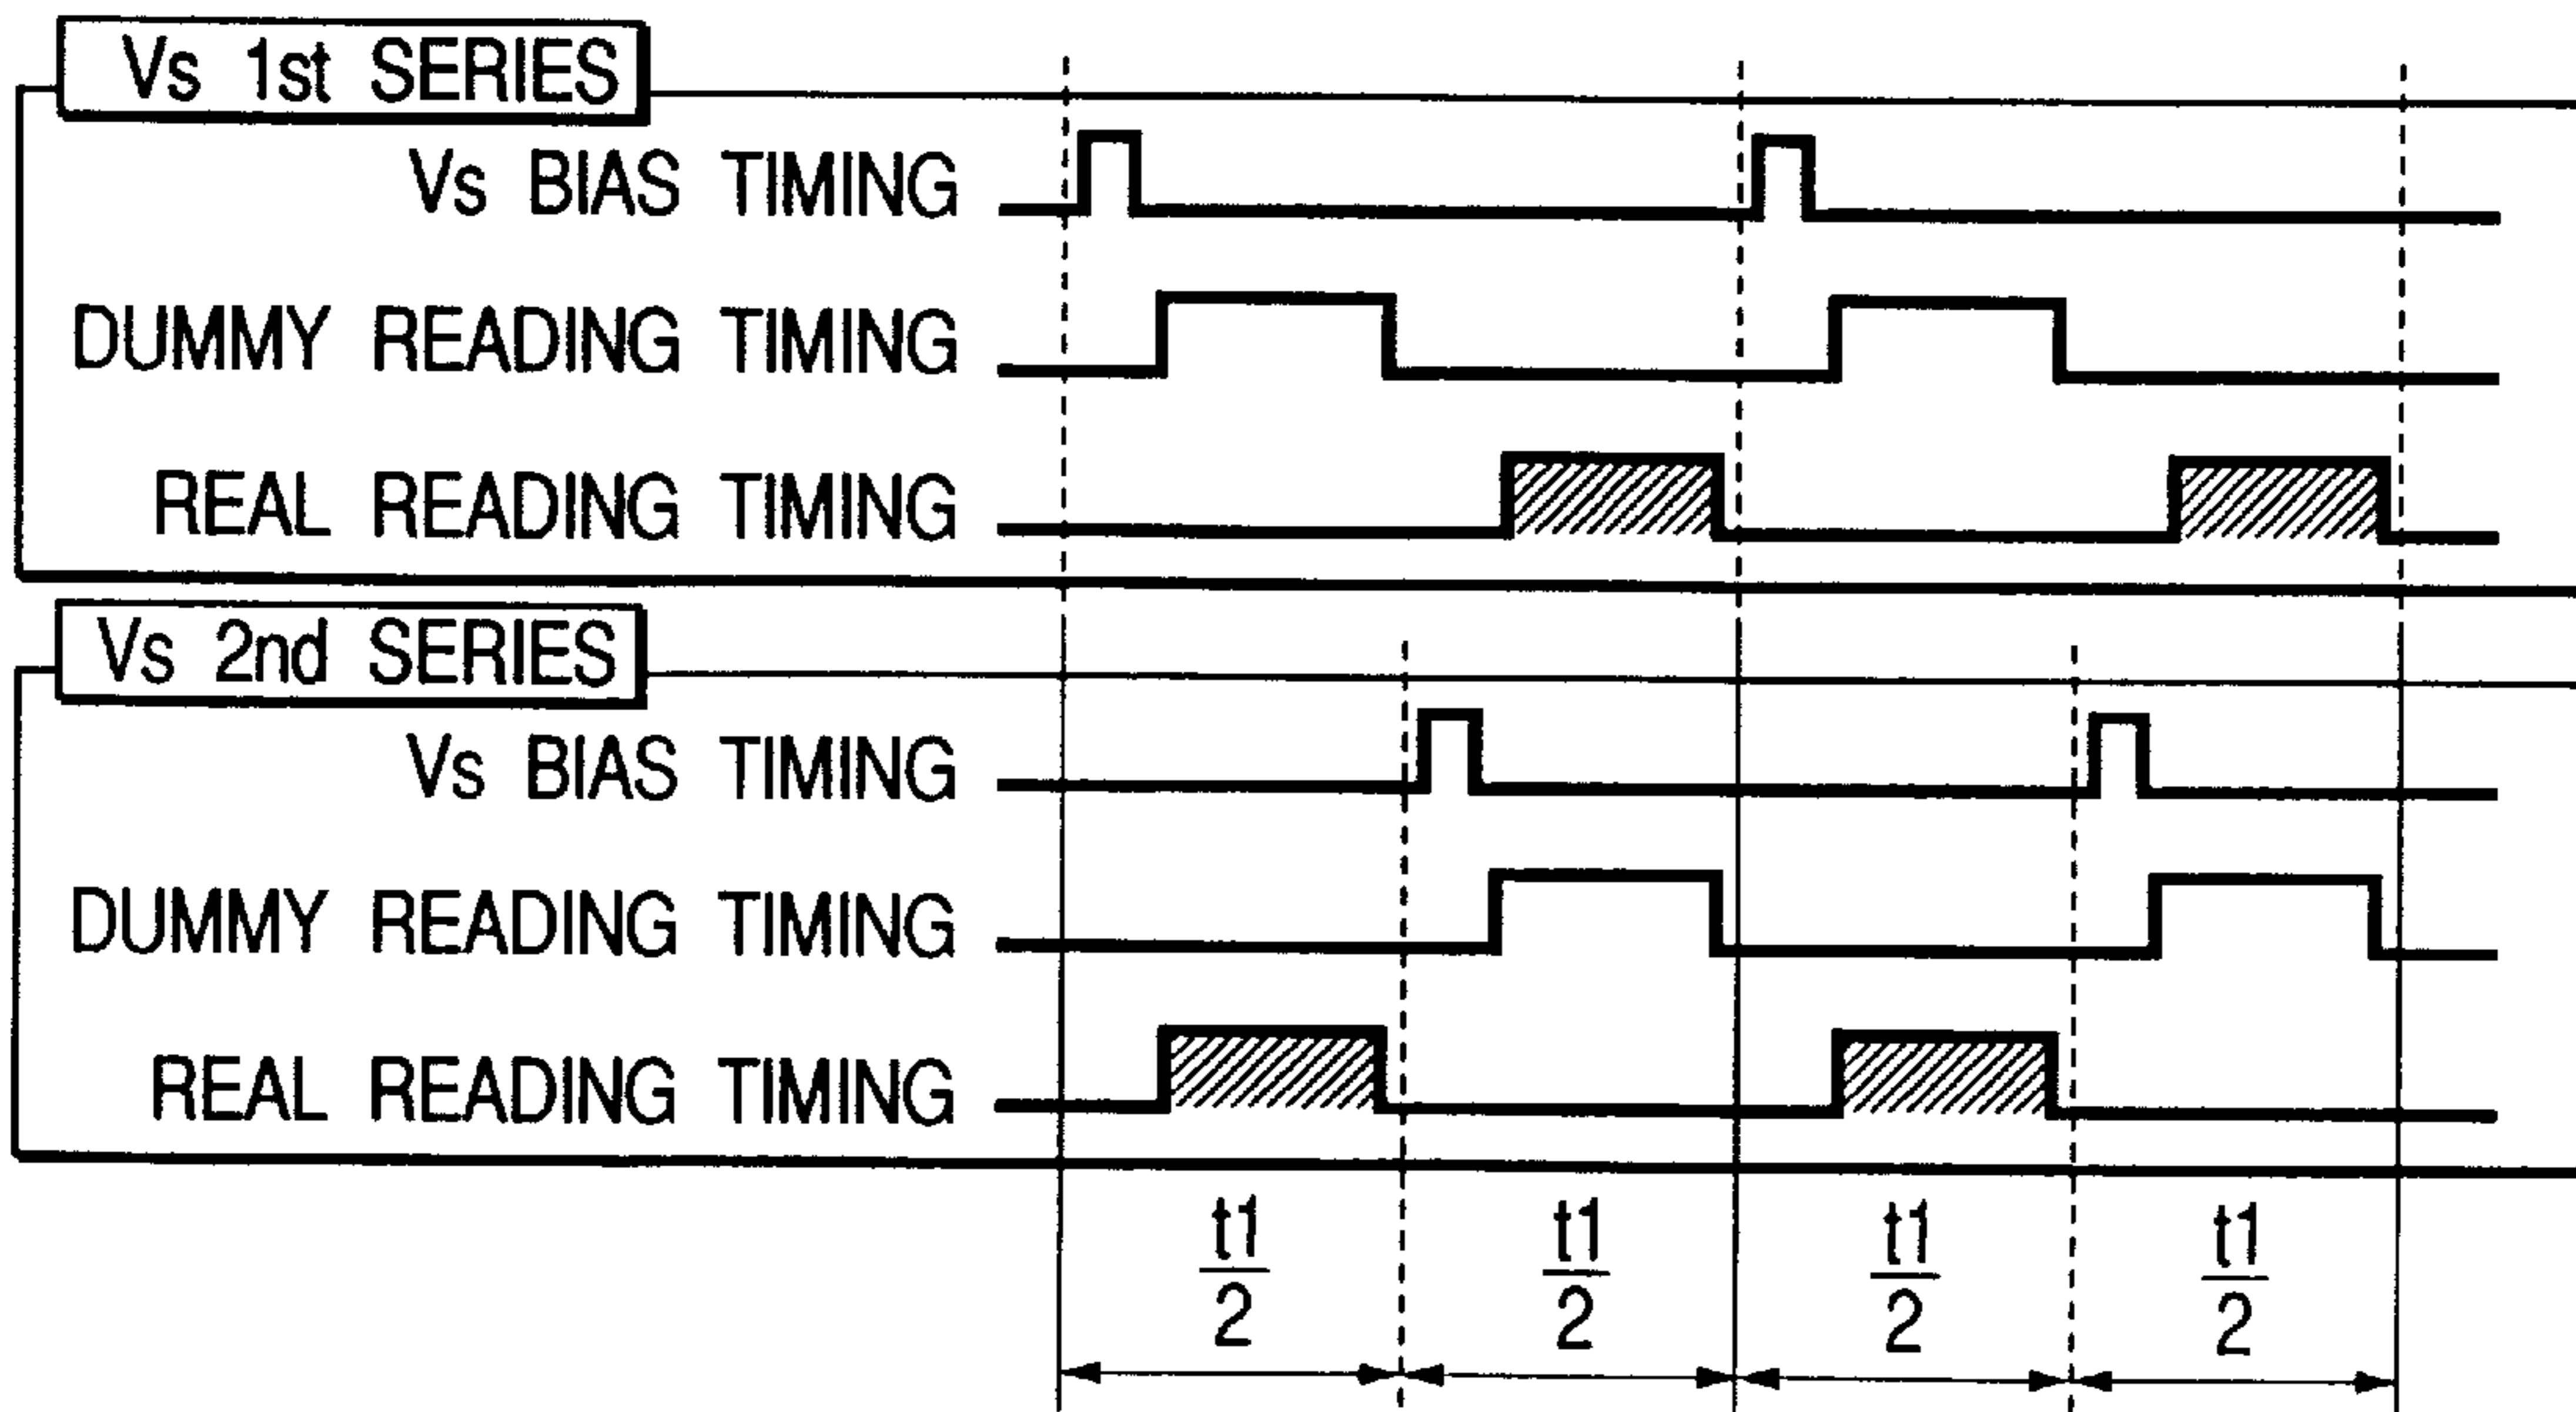 Vs 1st SERIES
Vs BIAS TIMING
DUMMY READING TIMING
REAL READING TIMING
Vs 2nd SERIES
Vs BIAS TIMING
DUMMY READING TIMING
REAL READING TIMING
t1 t1 t1 t1
2 2 2 2